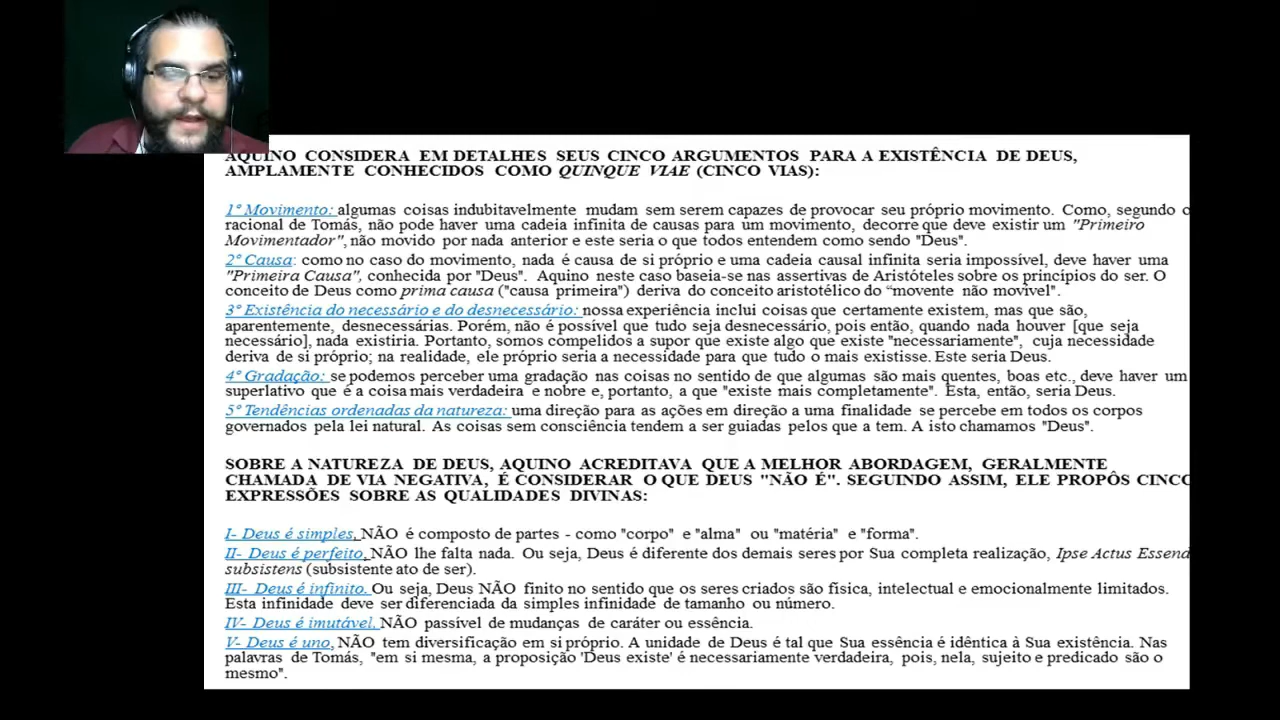 AQUINO CONSIDERA EM DETALHES SEUS CINCO ARGUMENTOS PARA A EXISTÊNCIA DE DEUS,
AMPLAMENTE CONHECIDOS COMO QUINQUE VIAE (CINCO VIAS):
1º Movimento: algumas coisas indubitavelmente mudam sem serem capazes de provocar seu próprio movimento. Como, segundo o
racional de Tomás, não pode haver uma cadeia infinita de causas para um movimento, decorre que deve existir um "Primeiro
Movimentador", não movido por nada anterior e este seria o que todos entendem como sendo "Deus".
2º Causa: como no caso do movimento, nada é causa de si próprio e uma cadeia causal infinita seria impossível, deve haver uma
"Primeira Causa", conhecida por "Deus". Aquino neste caso baseia-se nas assertivas de Aristóteles sobre os princípios do ser. O
conceito de Deus como prima causa ("causa primeira") deriva do conceito aristotélico do “movente não movível".
3º Existência do necessário e do desnecessário: nossa experiência inclui coisas que certamente existem, mas que são,
aparentemente, desnecessárias. Porém, não é possível que tudo seja desnecessário, pois então, quando nada houver [que seja
necessário], nada existiria. Portanto, somos compelidos a supor que existe algo que existe "necessariamente", cuja necessidade
deriva de si próprio; na realidade, ele próprio seria a necessidade para que tudo o mais existisse. Este seria Deus.
4º Gradação: se podemos perceber uma gradação nas coisas no sentido de que algumas são mais quentes, boas etc., deve haver um
superlativo que é a coisa mais verdadeira e nobre e, portanto, a que "existe mais completamente". Esta, então, seria Deus.
5º Tendências ordenadas da natureza: uma direção para as ações em direção a uma finalidade se percebe em todos os corpos
governados pela lei natural. As coisas sem consciência tendem a ser guiadas pelos que a tem. A isto chamamos "Deus".
SOBRE A NATUREZA DE DEUS, AQUINO ACREDITAVA QUE A MELHOR ABORDAGEM, GERALMENTE
CHAMADA DE VIA NEGATIVA, É CONSIDERAR O QUE DEUS "NÃO É". SEGUINDO ASSIM, ELE PROPÔS CINCO
EXPRESSÕES SOBRE AS QUALIDADES DIVINAS:
I- Deus é simples, NÃO é composto de partes - como "corpo" e "alma" ou "matéria" e "forma".
II- Deus é perfeito, NÃO lhe falta nada. Ou seja, Deus é diferente dos demais seres por Sua completa realização, Ipse Actus Essend
subsistens (subsistente ato de ser).
III- Deus é infinito. Ou seja, Deus NÃO finito no sentido que os seres criados são física, intelectual e emocionalmente limitados.
Esta infinidade deve ser diferenciada da simples infinidade de tamanho ou número.
IV- Deus é imutável, NÃO passível de mudanças de caráter ou essência.
V- Deus é uno, NÃO tem diversificação em si próprio. A unidade de Deus é tal que Sua essência é idêntica à Sua existência. Nas
palavras de Tomás, "em si mesma, a proposição 'Deus existe' é necessariamente verdadeira, pois, nela, sujeito e predicado são o
mesmo".